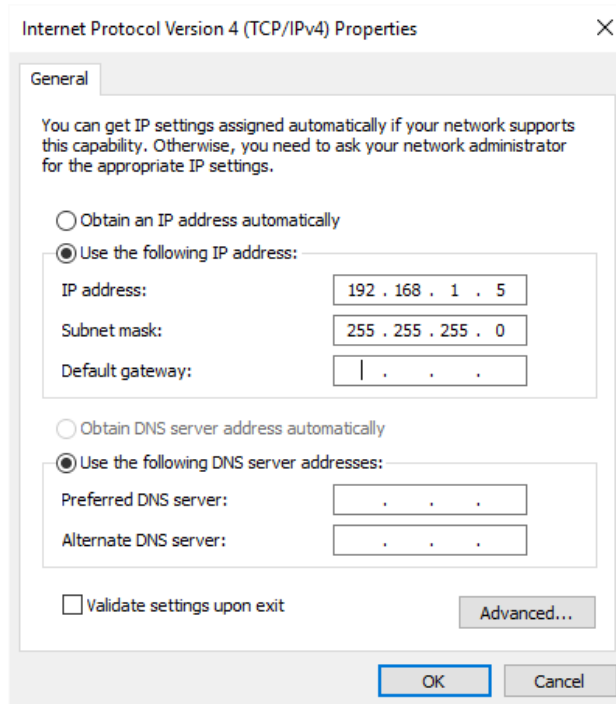 Internet Protocol Version 4 (TCP/IPv4) Properties
General
You can get IP settings assigned automatically if your network supports
this capability. Otherwise, you need to ask your network administrator
for the appropriate IP settings.
Obtain an IP address automatically
Use the following IP address:
IP address: 192 . 168 . 1 . 5
Subnet mask: 255 . 255 . 255 . 0
Default gateway: . . .
Obtain DNS server address automatically
Use the following DNS server addresses:
Preferred DNS server: . . .
Alternate DNS server: . . .
Validate settings upon exit
Advanced...
OK Cancel